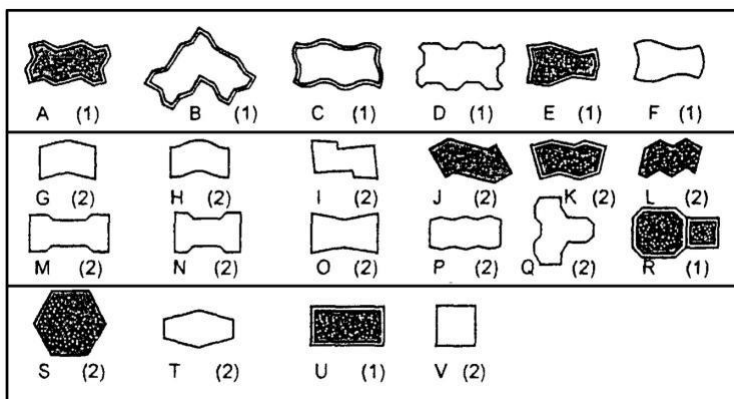 A (1) B (1) C (1) D (1) E (1) F (1)
G (2) H (2) I (2) J (2) K (2) L (2)
M (2) N (2) O (2) P (2) Q (2) R (1)
S (2) T (2) U (1) V (2)